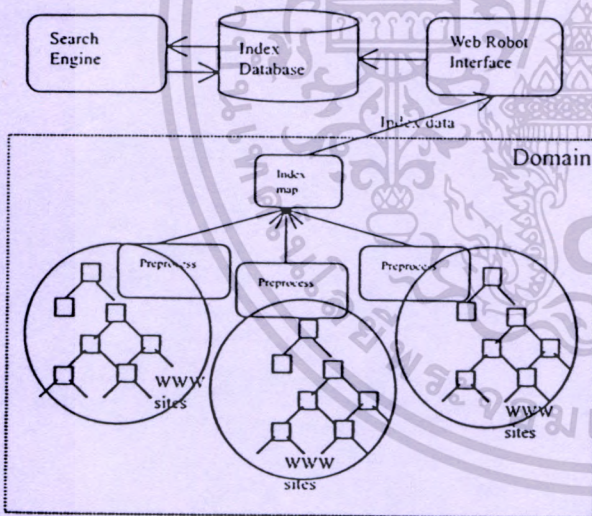 Search
Engine
Index
Database
Web Robot
Interface
Index data
Domain
Index
map
Preprocess
Preprocess
Preprocess
WWW
sites
WWW
sites
WWW
sites